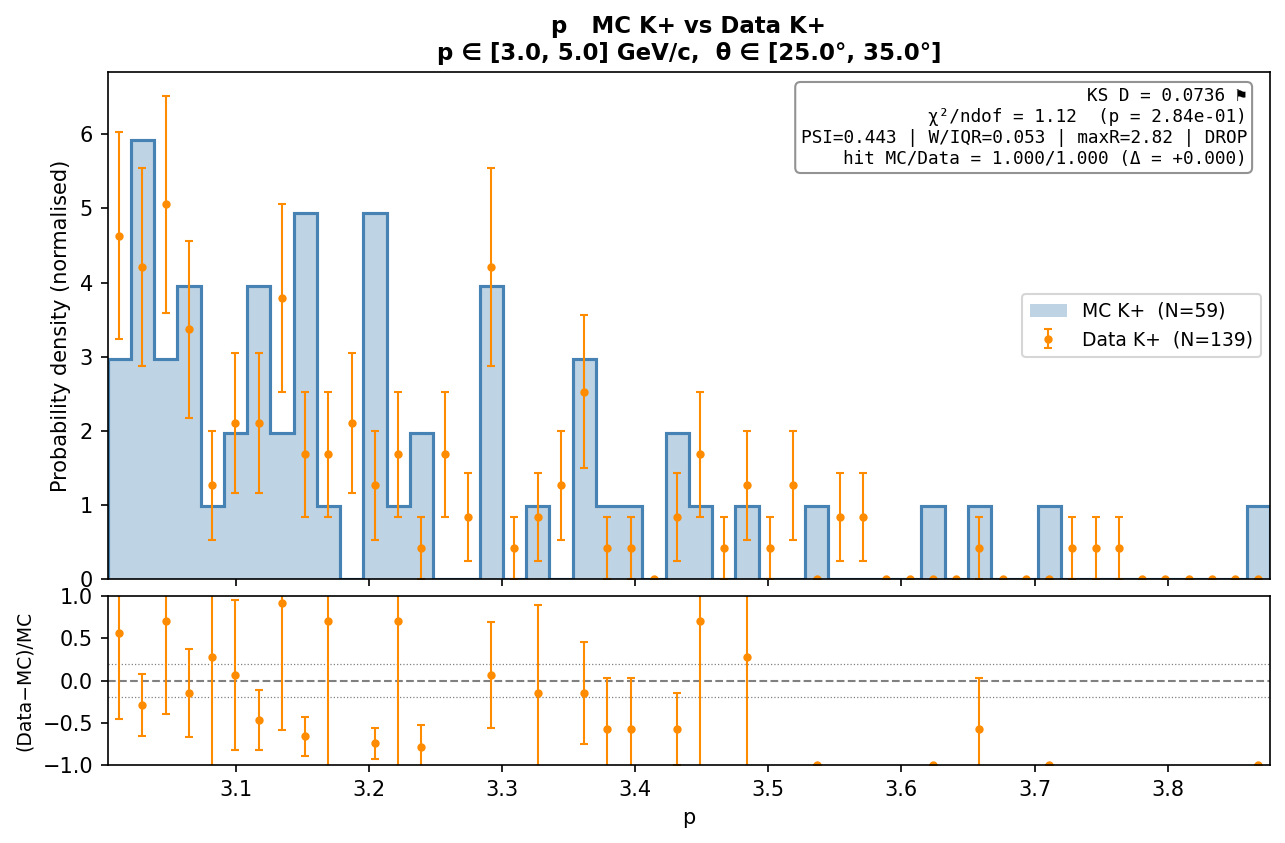 p   MC K+ vs Data K+
p ∈ [3.0, 5.0] GeV/c,  θ ∈ [25.0°, 35.0°]
KS D = 0.0736 ⚑
χ²/ndof = 1.12  (p = 2.84e-01)
PSI=0.443 | W/IQR=0.053 | maxR=2.82 | DROP
hit MC/Data = 1.000/1.000 (Δ = +0.000)
MC K+  (N=59)
Data K+  (N=139)
Probability density (normalised)
6
5
4
3
2
1
0
(Data−MC)/MC
1.0
0.5
0.0
−0.5
−1.0
3.1
3.2
3.3
3.4
3.5
3.6
3.7
3.8
p